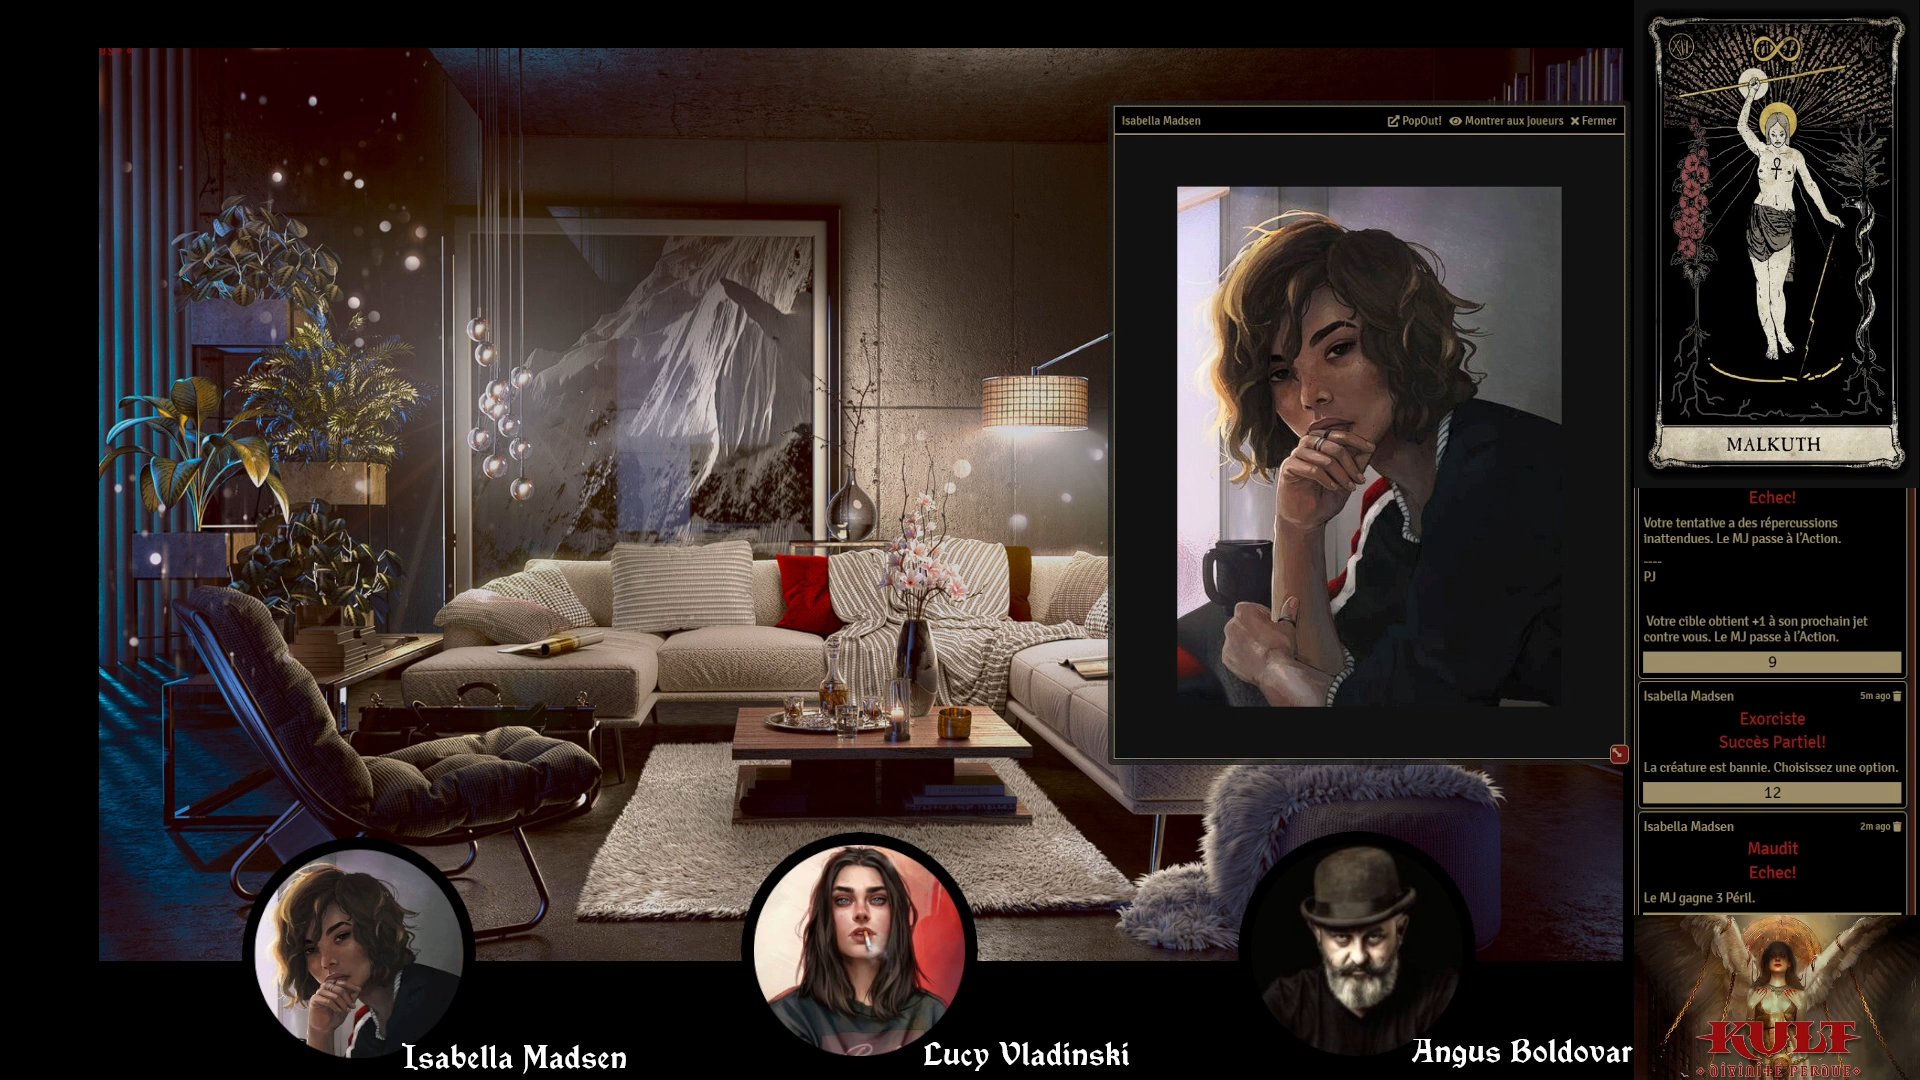 Isabella Madsen
PopOut!
Montrer aux joueurs
Fermer
XII
MALKUTH
Echec!
Votre tentative a des répercussions
inattendues. Le MJ passe à l'Action.
----
PJ
Votre cible obtient +1 à son prochain jet
contre vous. Le MJ passe à l'Action.
9
Isabella Madsen
5m ago
Exorciste
Succès Partiel!
La créature est bannie. Choisissez une option.
12
Isabella Madsen
2m ago
Maudit
Echec!
Le MJ gagne 3 Péril.
Isabella Madsen
Lucy Vladinski
Angus Boldovar
KULT
DIVINITÉ PERDUE